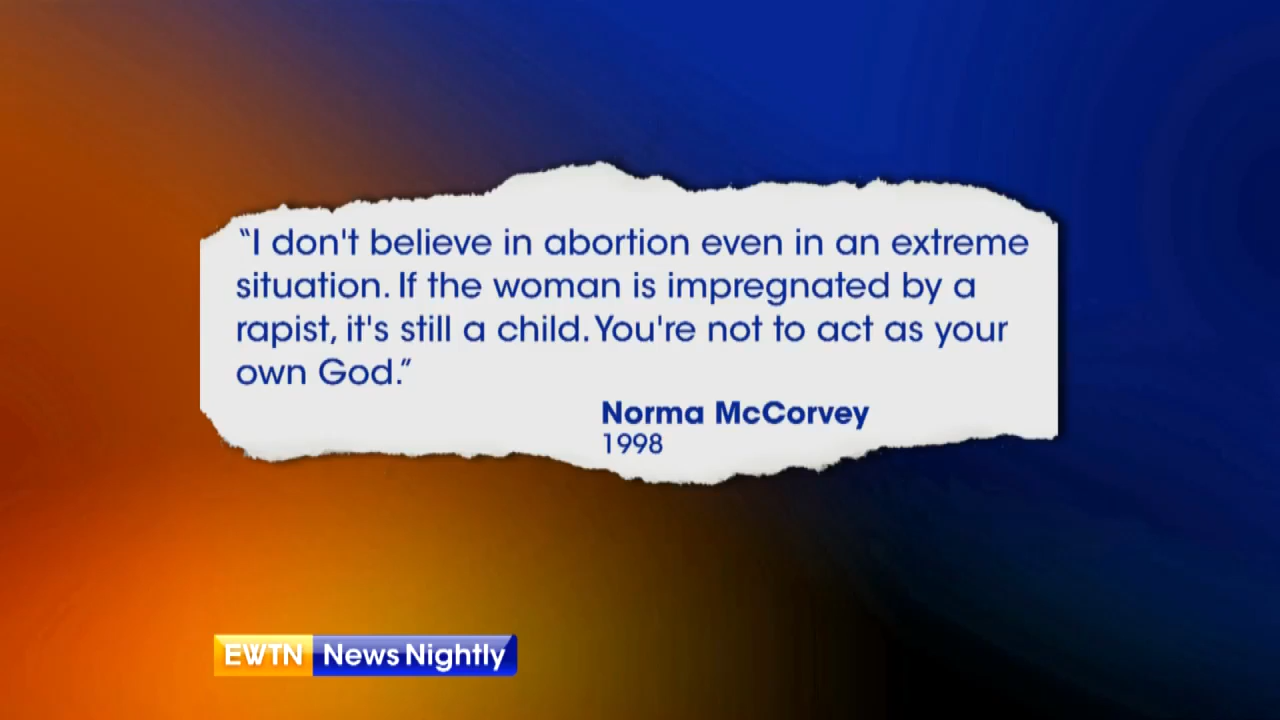 “I don't believe in abortion even in an extreme
situation. If the woman is impregnated by a
rapist, it's still a child. You're not to act as your
own God.”
Norma McCorvey
1998
EWTN News Nightly